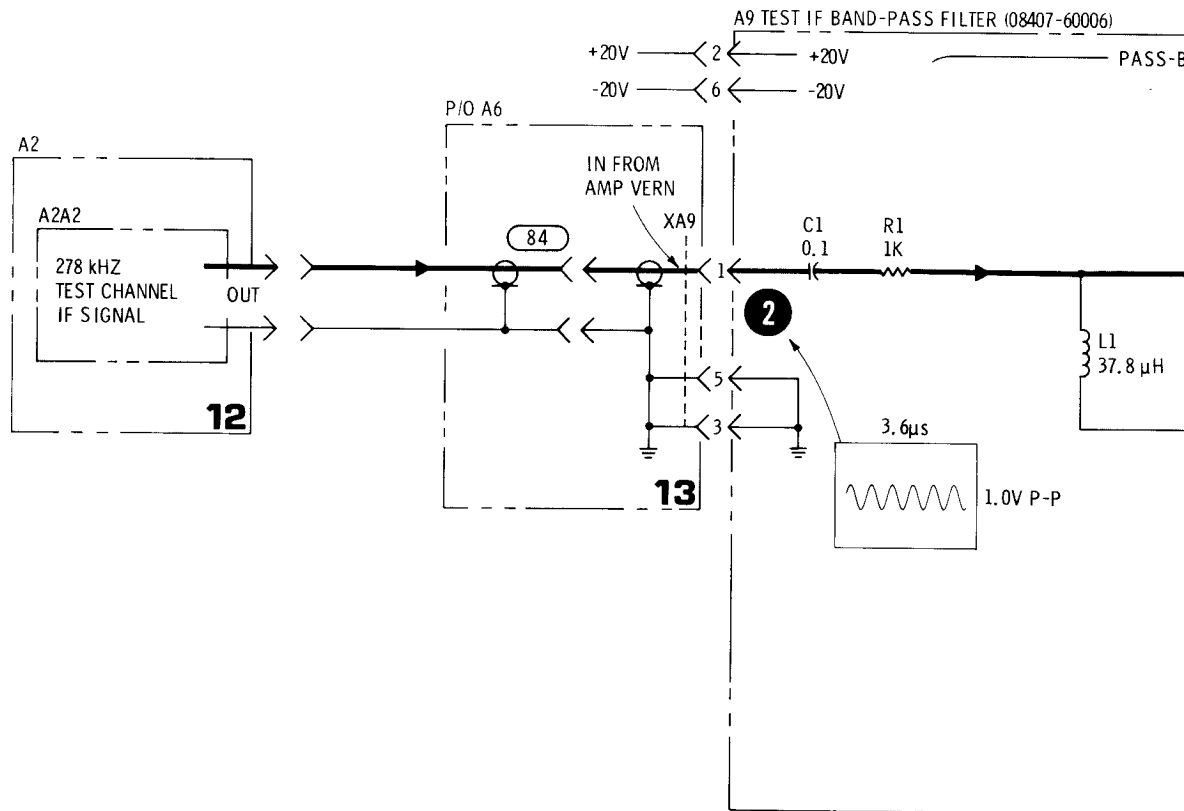 A9 TEST IF BAND-PASS FILTER (08407-60006)
+20V
2
+20V
PASS-B
-20V
6
-20V
P/O A6
A2
IN FROM
AMP VERN
XA9
A2A2
84
C1
0.1
R1
1K
278 kHZ
TEST CHANNEL
IF SIGNAL
OUT
1
2
L1
37.8 μH
5
12
3
3.6μs
13
1.0V P-P